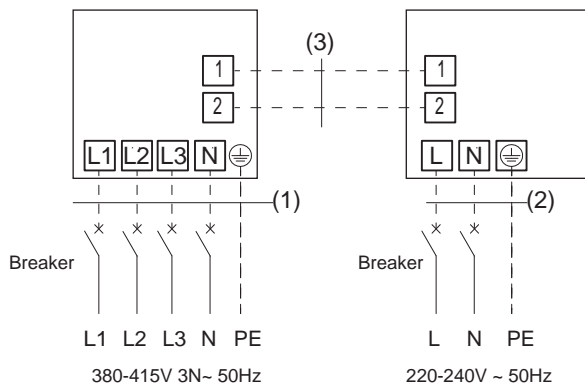 (3)
1 1
2 2
L1 L2 L3 N L N
(1) (2)
Breaker Breaker
L1 L2 L3 N PE L N PE
380-415V 3N~ 50Hz 220-240V ~ 50Hz